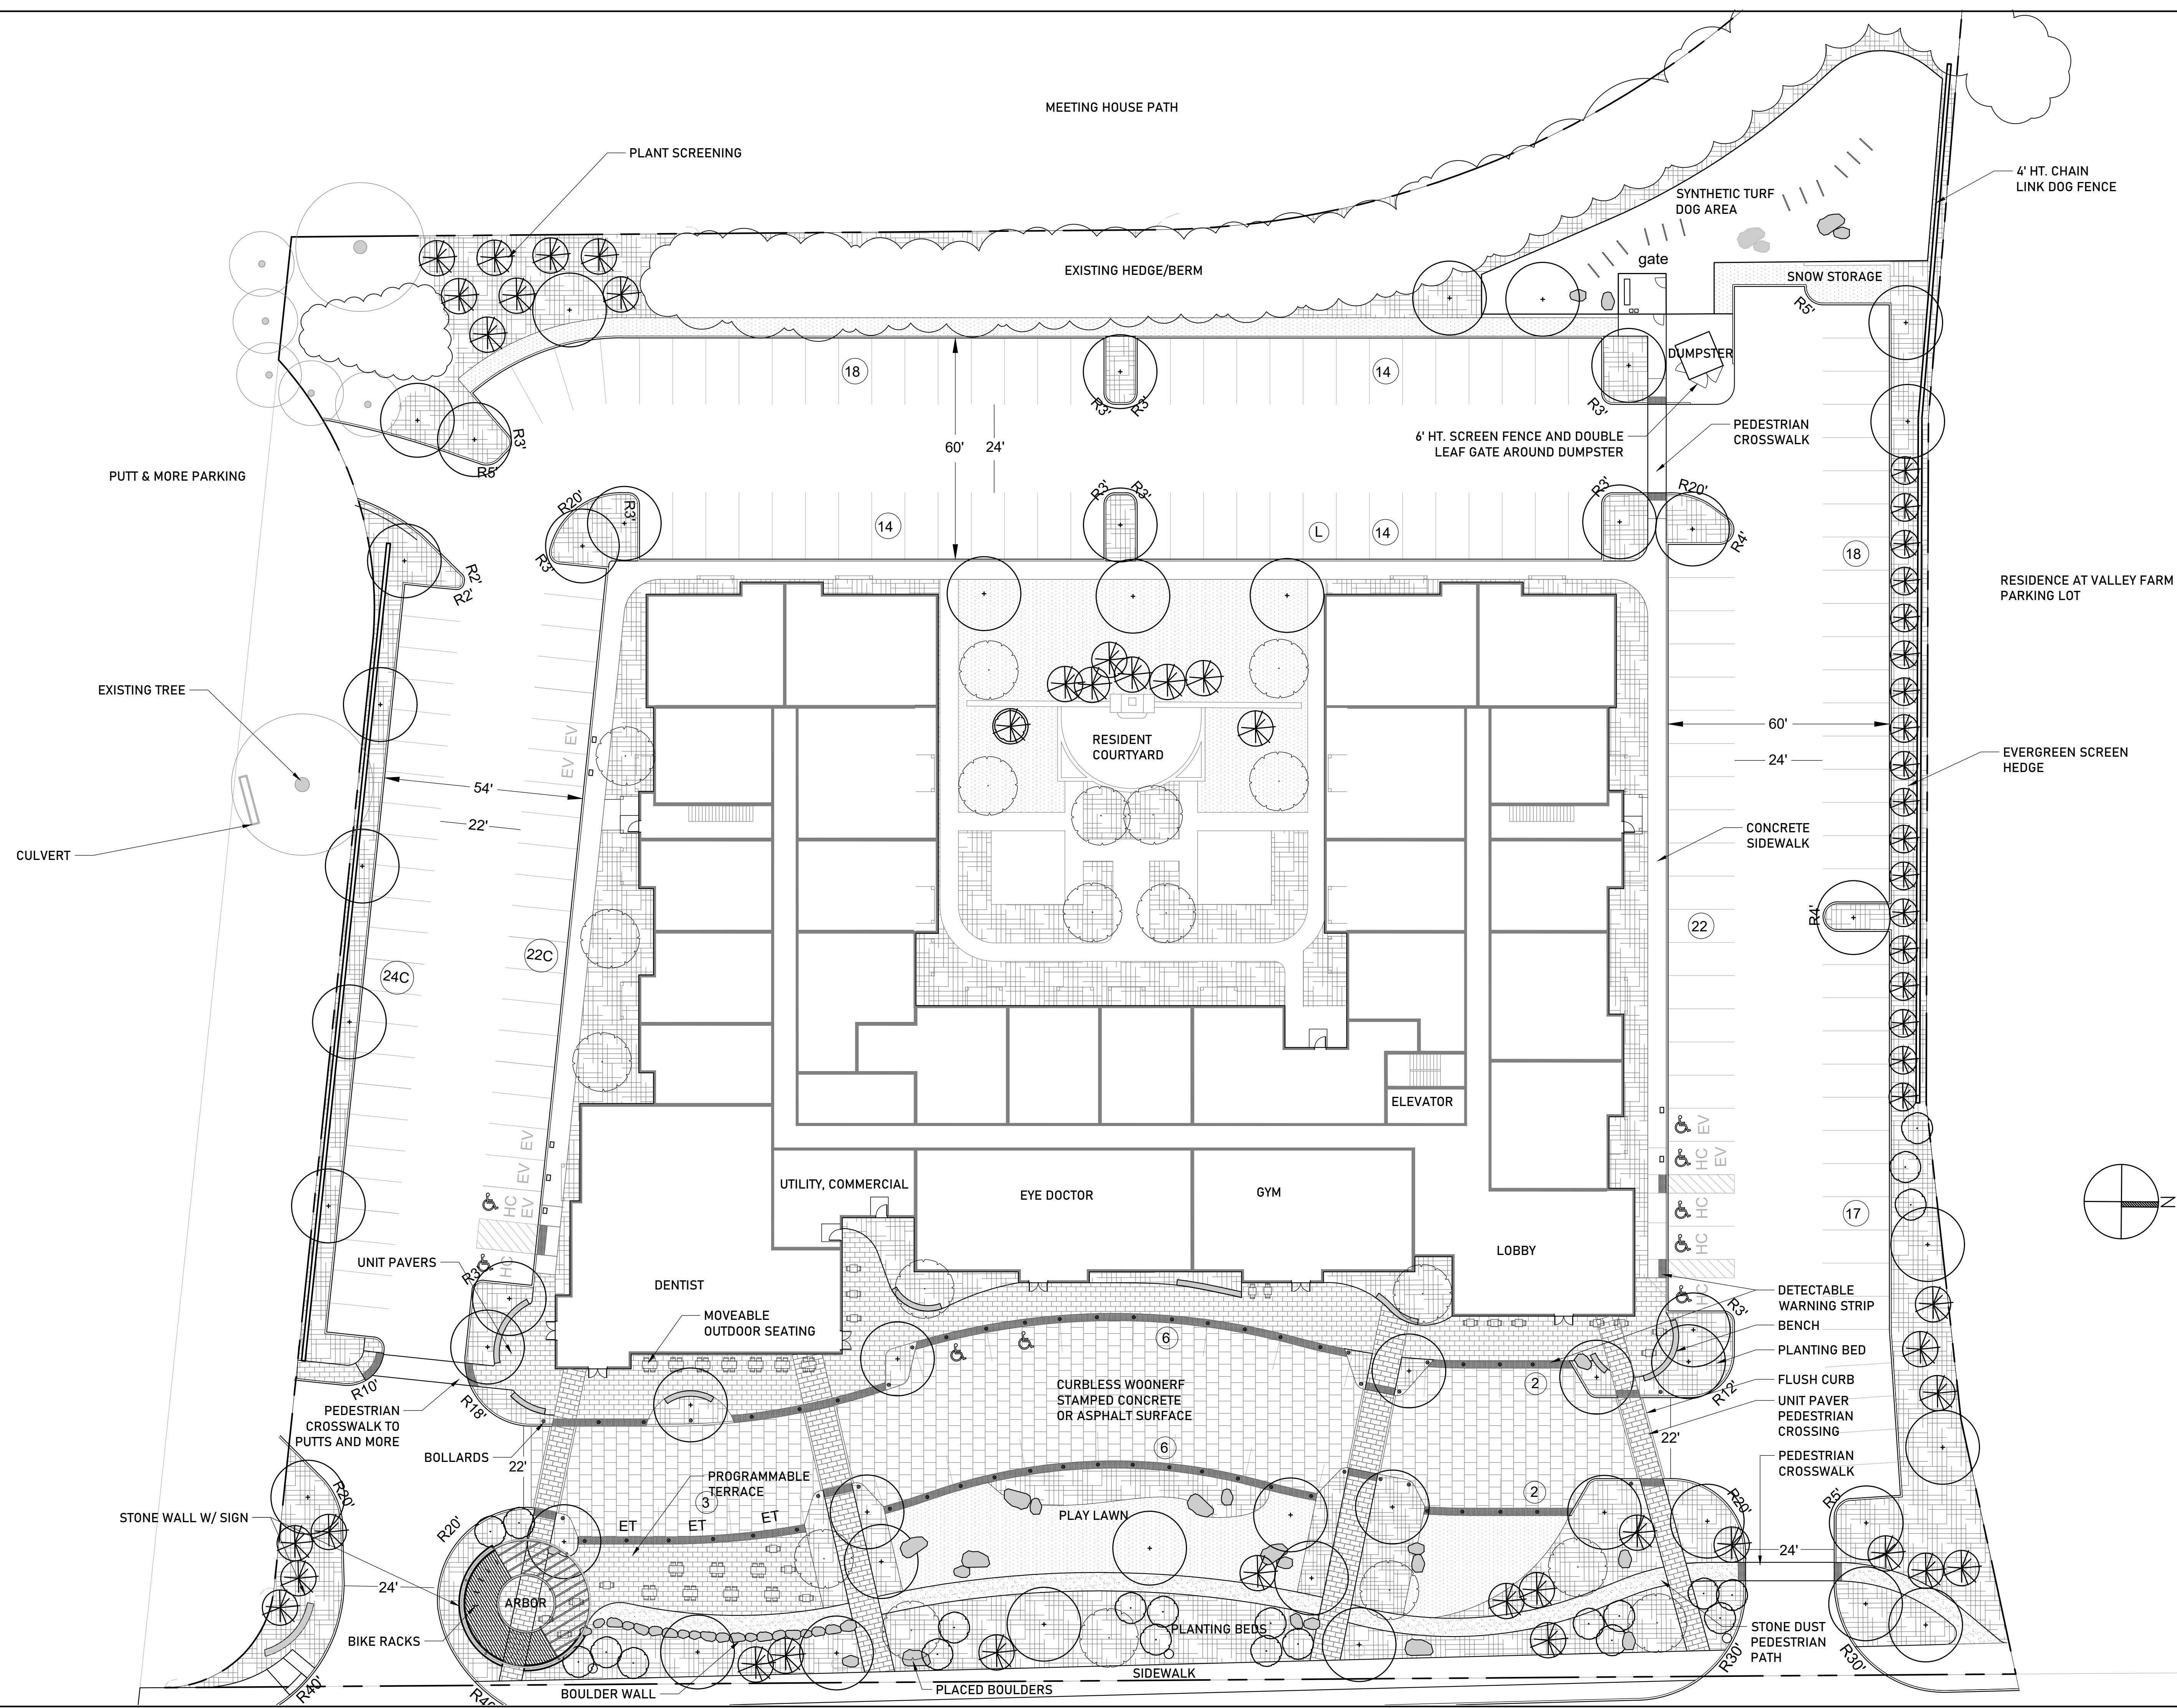 MEETING HOUSE PATH
PLANT SCREENING
4' HT. CHAIN
LINK DOG FENCE
SYNTHETIC TURF
DOG AREA
gate
EXISTING HEDGE/BERM
SNOW STORAGE
R5'
DUMPSTER
18
14
R3'
R3'
R3'
60'
24'
6' HT. SCREEN FENCE AND DOUBLE
LEAF GATE AROUND DUMPSTER
PEDESTRIAN
CROSSWALK
R3'
R5'
PUTT & MORE PARKING
R20'
R3'
R3'
R3'
R3'
R3'
R20'
R4'
14
L
14
18
R2'
R2'
RESIDENCE AT VALLEY FARM
PARKING LOT
EXISTING TREE
EV
EV
RESIDENT
COURTYARD
60'
24'
EVERGREEN SCREEN
HEDGE
54'
22'
CULVERT
CONCRETE
SIDEWALK
R4'
22
22C
24C
ELEVATOR
EV
HC
EV
HC
HC
HC
EV
EV
HC
EV
HC
N
UTILITY, COMMERCIAL
EYE DOCTOR
GYM
17
LOBBY
UNIT PAVERS
R3'
DENTIST
MOVEABLE
OUTDOOR SEATING
DETECTABLE
WARNING STRIP
R3'
BENCH
6
PLANTING BED
2
FLUSH CURB
R10'
R18'
R12'
CURBLESS WOONERF
STAMPED CONCRETE
OR ASPHALT SURFACE
UNIT PAVER
PEDESTRIAN
CROSSING
PEDESTRIAN
CROSSWALK TO
PUTTS AND MORE
22'
6
BOLLARDS
22'
PEDESTRIAN
CROSSWALK
PROGRAMMABLE
TERRACE
3
2
R20'
R20'
R5'
STONE WALL W/ SIGN
R20'
ET
ET
ET
PLAY LAWN
24'
24'
ARBOR
BIKE RACKS
PLANTING BEDS
STONE DUST
PEDESTRIAN
PATH
R30'
R30'
SIDEWALK
R40'
BOULDER WALL
PLACED BOULDERS